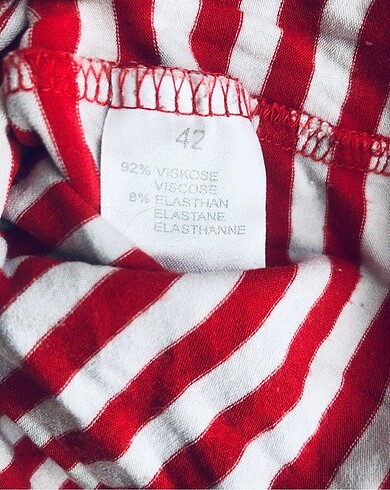 42
92% VISKOSE
VISCOSE
8% ELASTHAN
ELASTANE
ELASTHANNE